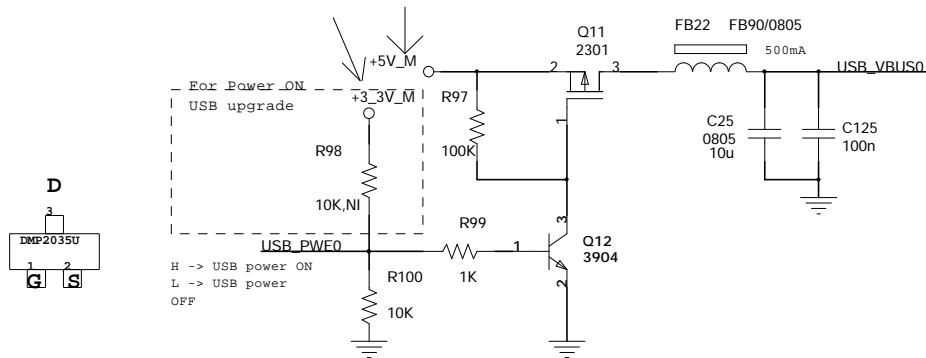 FB22 FB90/0805
Q11
2301
500mA
+5V_M
2
3
USB_VBUS0
Eor Power ON
USB upgrade
+3_3V_M
R97
100K
1
C25
0805
10u
C125
100n
R98
10K,NI
D
3
DMP2035U
1 2
G S
USB_PWE0
R99
1K
1
3
Q12
3904
2
H -> USB power ON
L -> USB power
OFF
R100
10K